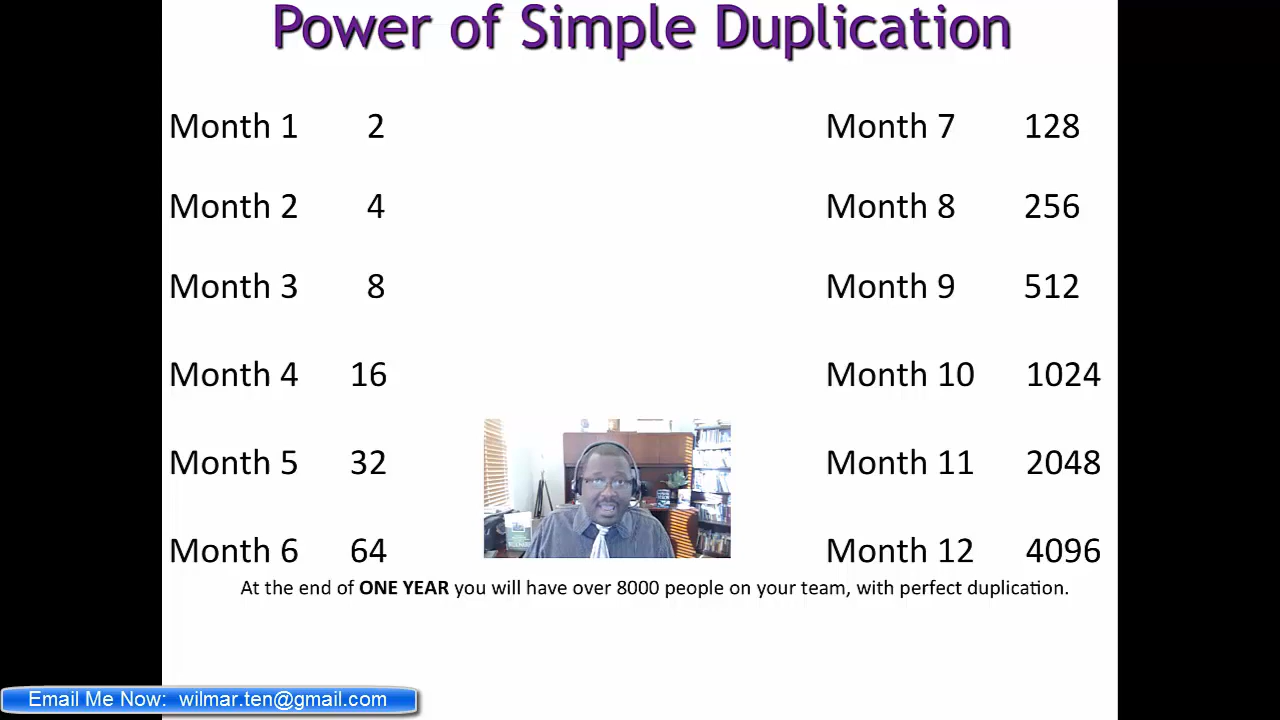 Power of Simple Duplication
Month 1 2
Month 2 4
Month 3 8
Month 4 16
Month 5 32
Month 6 64
Month 7 128
Month 8 256
Month 9 512
Month 10 1024
Month 11 2048
Month 12 4096
At the end of ONE YEAR you will have over 8000 people on your team, with perfect duplication.
Email Me Now: wilmar.ten@gmail.com